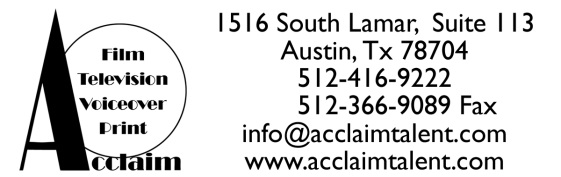 Film
Television
Voiceover
Print
Acclaim
1516 South Lamar, Suite 113
Austin, Tx 78704
512-416-9222
512-366-9089 Fax
info@acclaimtalent.com
www.acclaimtalent.com